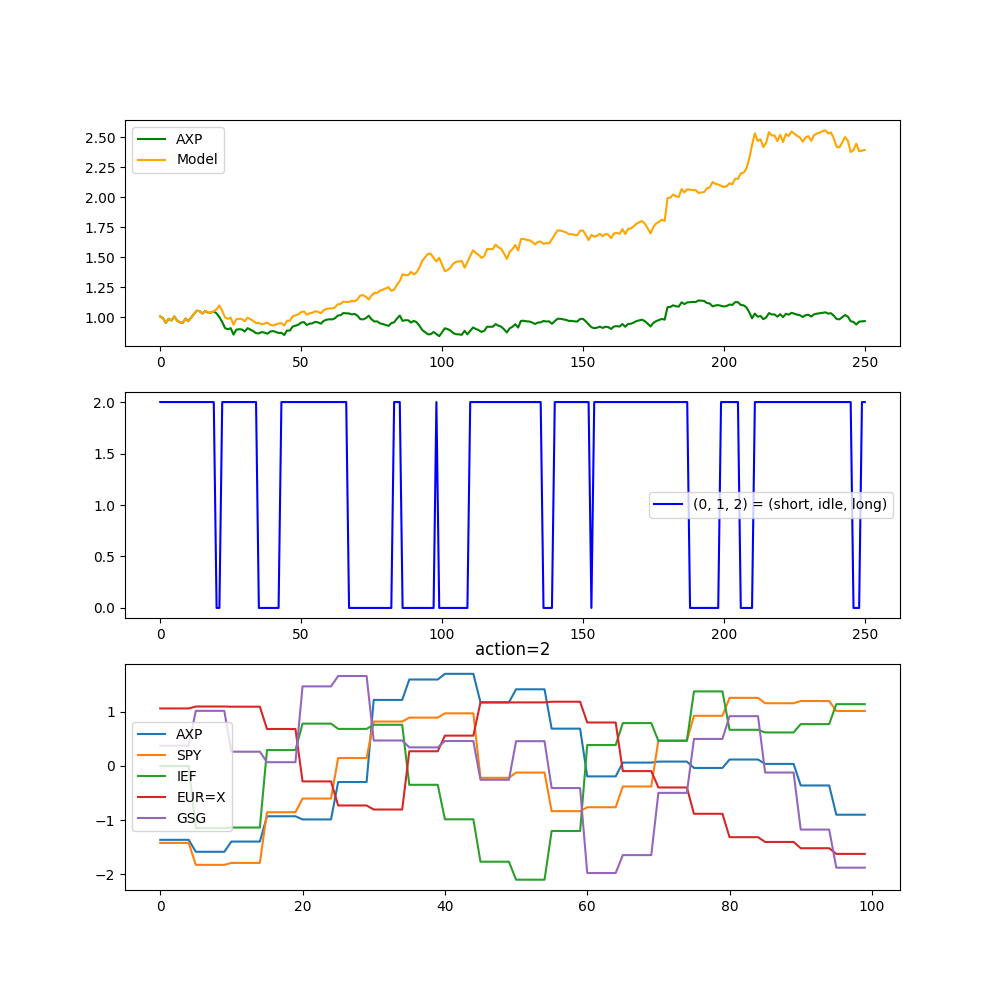 2.50
2.25
2.00
1.75
1.50
1.25
1.00
AXP
Model
0 50 100 150 200 250
2.0
1.5
1.0
0.5
0.0
(0, 1, 2) = (short, idle, long)
0 50 100 150 200 250
action=2
1
0
−1
−2
AXP
SPY
IEF
EUR=X
GSG
0 20 40 60 80 100